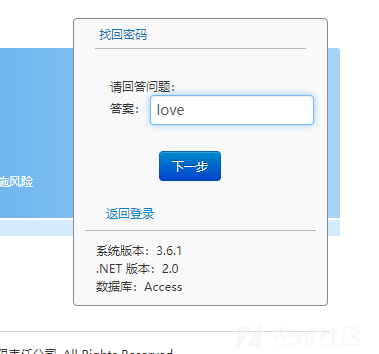 找回密码
请回答问题：
答案：love
下一步
返回登录
施风险
系统版本：3.6.1
.NET 版本：2.0
数据库：Access
先知社区
责任公司 All Rights Reserved